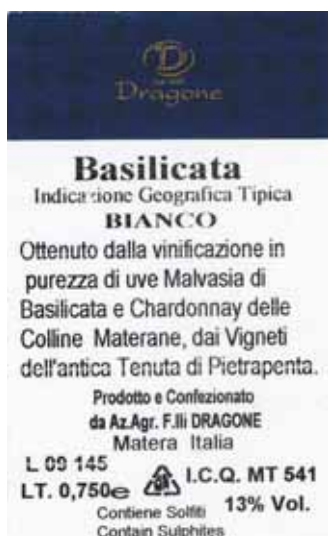 Dragone
Basilicata
Indicazione Geografica Tipica
BIANCO
Ottenuto dalla vinificazione in
purezza di uve Malvasia di
Basilicata e Chardonnay delle
Colline Materane, dai Vigneti
dell'antica Tenuta di Pietrapenta.
Prodotto e Confezionato
da Az.Agr. F.lli DRAGONE
Matera Italia
L 09 145
I.C.Q. MT 541
LT. 0,750e
13% Vol.
Contiene Solfiti
Contain Sulphites